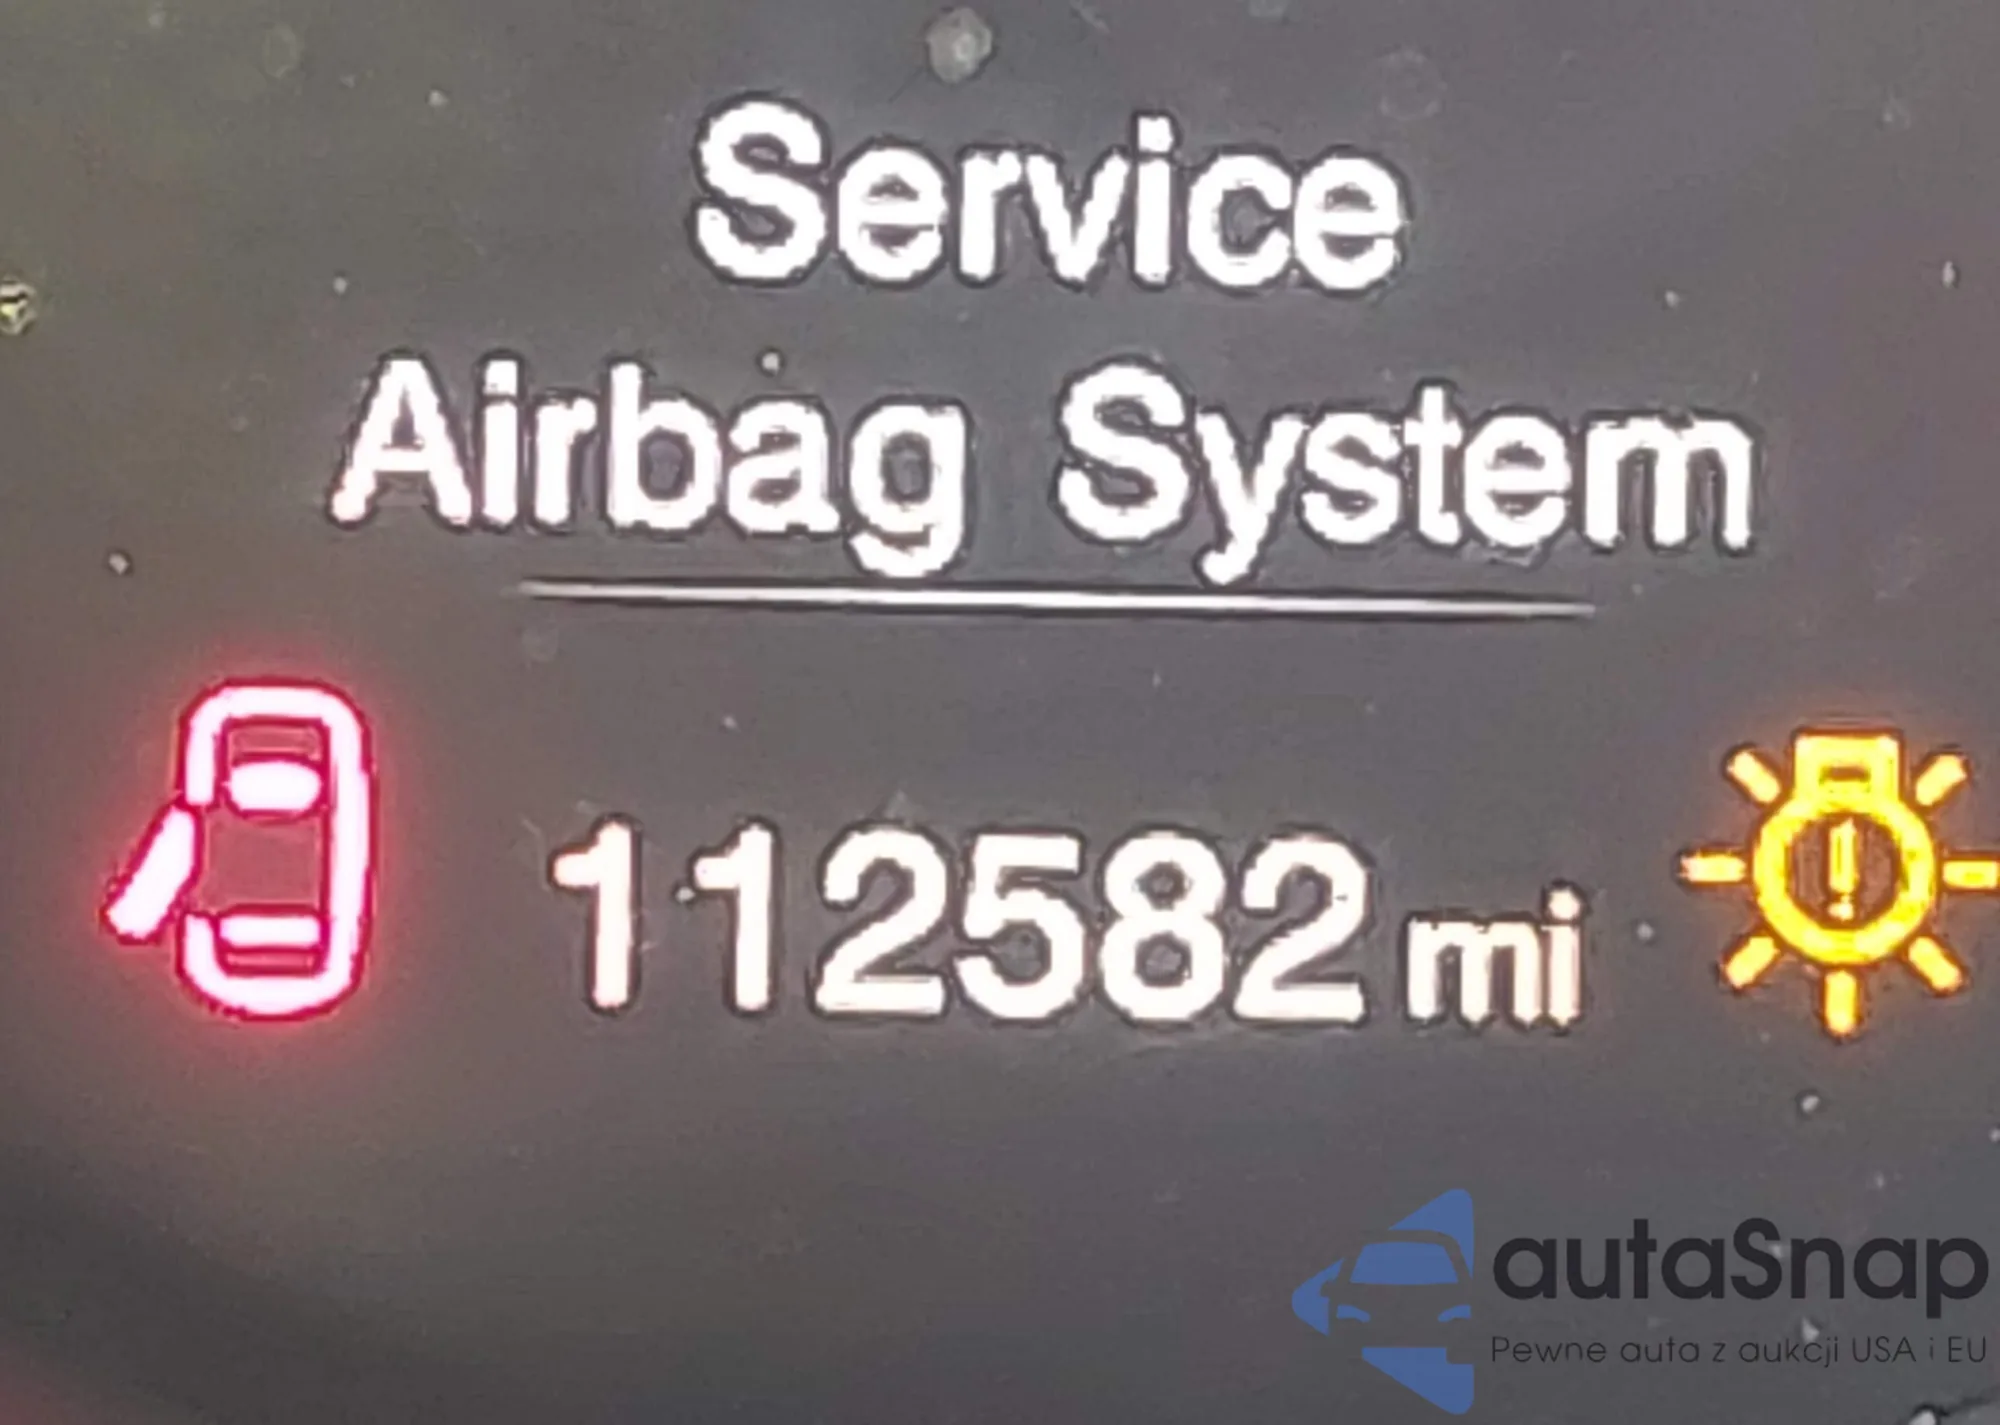 Service
Airbag System
112582 mi
autaSnap
Pewne auta z aukcji USA i EU